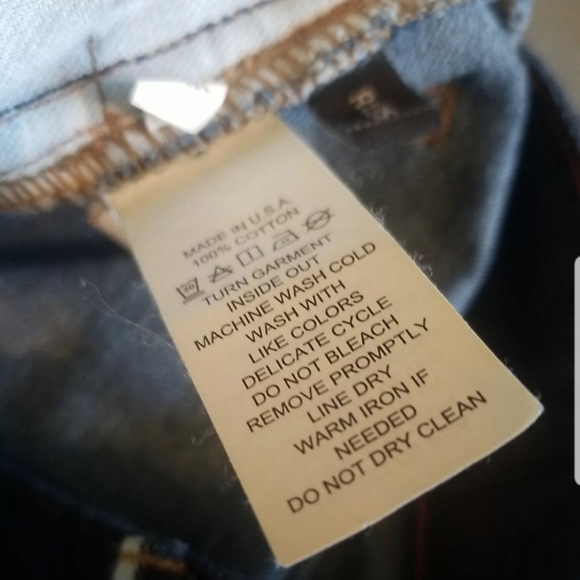 MADE IN U.S.A.
100% COTTON
30
TURN GARMENT
INSIDE OUT
MACHINE WASH COLD
WASH WITH
LIKE COLORS
DELICATE CYCLE
DO NOT BLEACH
REMOVE PROMPTLY
LINE DRY
WARM IRON IF
NEEDED
DO NOT DRY CLEAN